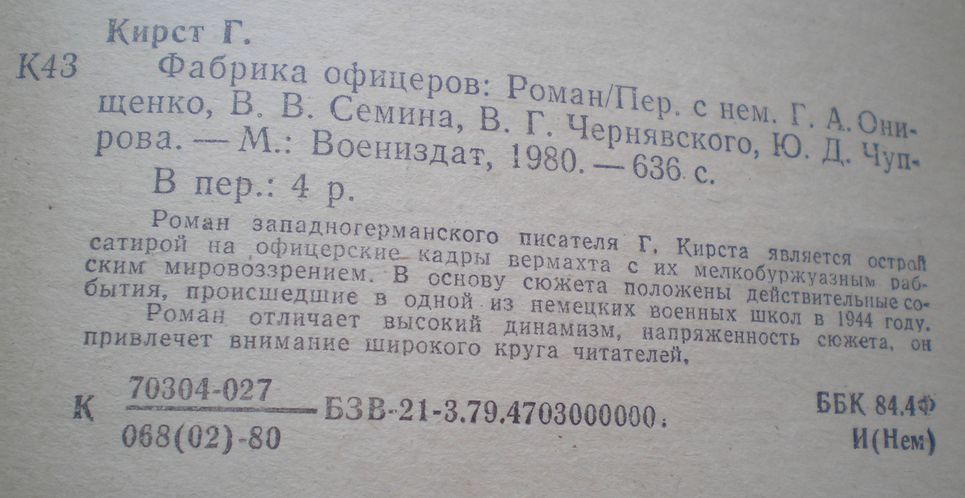 Кирст Г.
К43 Фабрика офицеров: Роман/Пер. с нем. Г. А. Они-
щенко, В. В. Семина, В. Г. Чернявского, Ю. Д. Чуп-
рова. — М.: Воениздат, 1980. — 636 с.
В пер.: 4 р.
Роман западногерманского писателя Г. Кирста является острой
сатирой на офицерские кадры вермахта с их мелкобуржуазным раб-
ским мировоззрением. В основу сюжета положены действительные со-
бытия, происшедшие в одной из немецких военных школ в 1944 году.
Роман отличает высокий динамизм, напряженность сюжета, он
привлечет внимание широкого круга читателей.
К 70304-027
068(02)-80 БЗВ-21-3.79.4703000000.
ББК 84.4Ф
И(Нем)